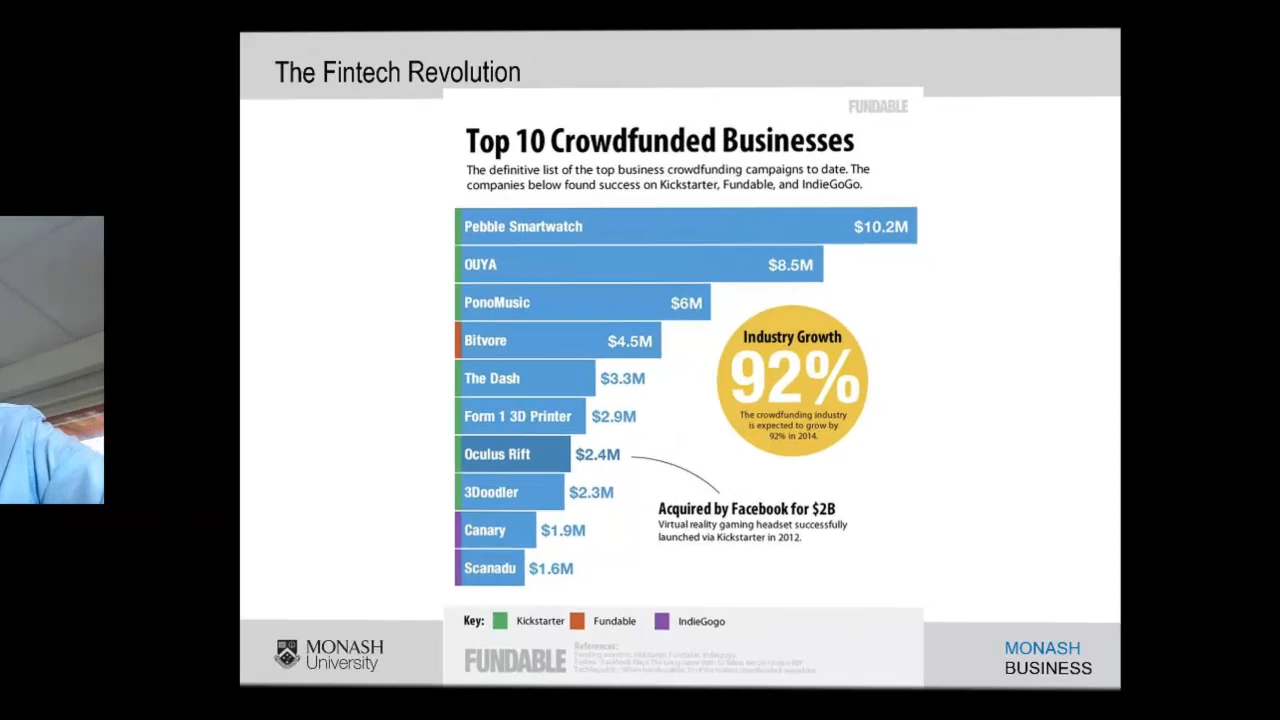 The Fintech Revolution
FUNDABLE
Top 10 Crowdfunded Businesses
The definitive list of the top business crowdfunding campaigns to date. The
companies below found success on Kickstarter, Fundable, and IndieGoGo.
Pebble Smartwatch $10.2M
OUYA $8.5M
PonoMusic $6M
Bitvore $4.5M
The Dash $3.3M
Form 1 3D Printer $2.9M
Oculus Rift $2.4M
3Doodler $2.3M
Canary $1.9M
Scanadu $1.6M
Industry Growth
92%
The crowdfunding industry
is expected to grow by
92% in 2014.
Acquired by Facebook for $2B
Virtual reality gaming headset successfully
launched via Kickstarter in 2012.
Key: Kickstarter Fundable IndieGogo
FUNDABLE
References:
MONASH
University
MONASH
BUSINESS